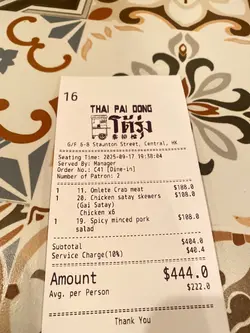 16
THAI PAI DONG
โต้รุ่ง
泰排檔
G/F 6-B Staunton Street, Central, HK
Seating Time: 2025-09-17 19:38:04
Served By: Manager
Order No.: C41 [Dine-in]
Number of Patron: 2
1 11. Omlete Crab meat $108.0
1 20. Chicken satay skewers $188.0
(Gai Satay)
Chicken x6
1 19. Spicy minced pork $108.0
salad
Subtotal $404.0
Service Charge(10%) $40.4
Amount $444.0
Avg. per Person $222.0
Thank You